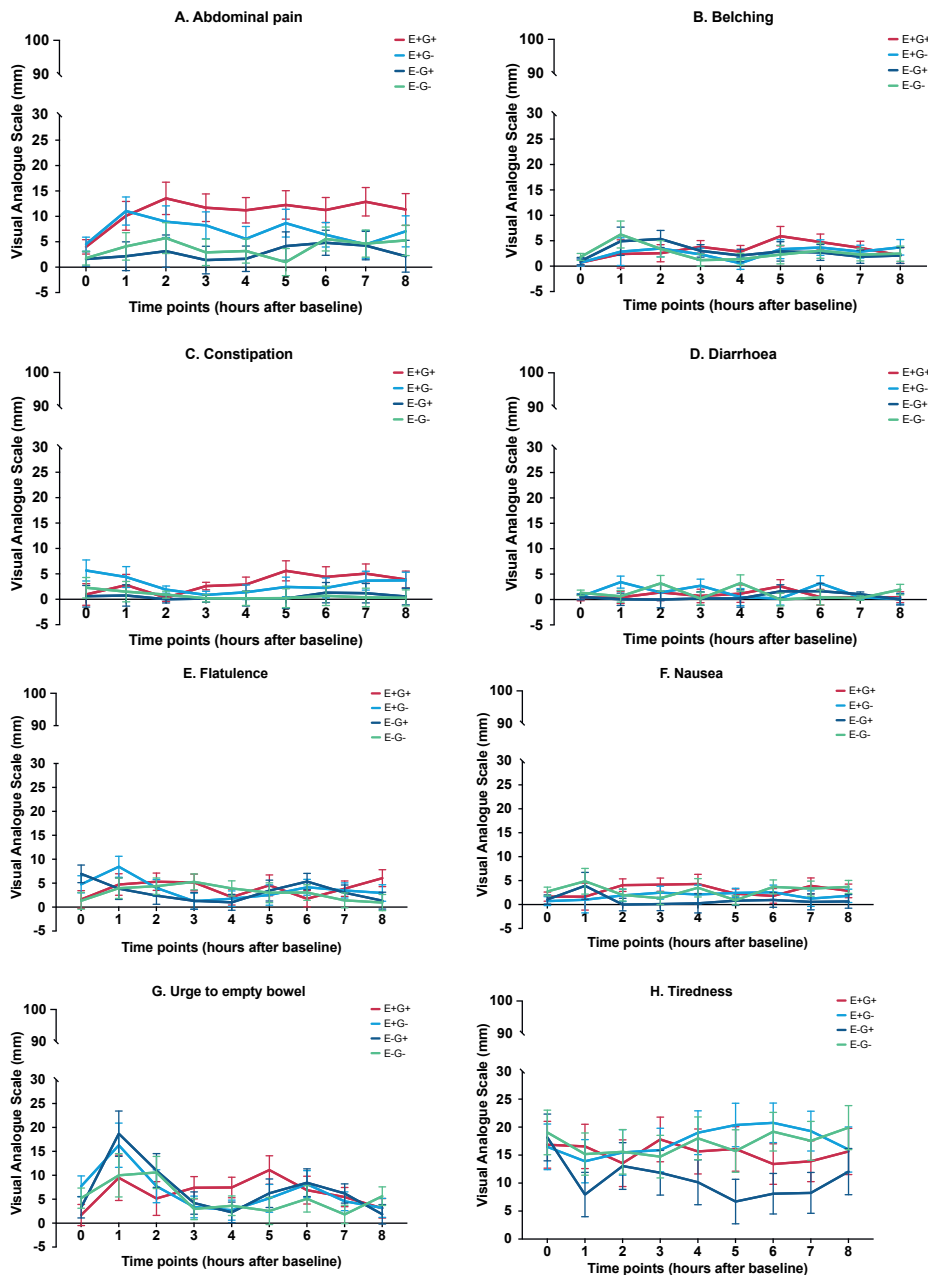 A. Abdominal pain
Visual Analogue Scale (mm)
100
90
30
25
20
15
10
5
0
-5
0 1 2 3 4 5 6 7 8
Time points (hours after baseline)
E+G+
E+G-
E-G+
E-G-
B. Belching
Visual Analogue Scale (mm)
100
90
30
25
20
15
10
5
0
-5
0 1 2 3 4 5 6 7 8
Time points (hours after baseline)
E+G+
E+G-
E-G+
E-G-
C. Constipation
Visual Analogue Scale (mm)
100
90
30
25
20
15
10
5
0
-5
0 1 2 3 4 5 6 7 8
Time points (hours after baseline)
E+G+
E+G-
E-G+
E-G-
D. Diarrhoea
Visual Analogue Scale (mm)
100
90
30
25
20
15
10
5
0
-5
0 1 2 3 4 5 6 7 8
Time points (hours after baseline)
E+G+
E+G-
E-G+
E-G-
E. Flatulence
Visual Analogue Scale (mm)
100
90
30
25
20
15
10
5
0
-5
0 1 2 3 4 5 6 7 8
Time points (hours after baseline)
E+G+
E+G-
E-G+
E-G-
F. Nausea
Visual Analogue Scale (mm)
100
90
30
25
20
15
10
5
0
-5
0 1 2 3 4 5 6 7 8
Time points (hours after baseline)
E+G+
E+G-
E-G+
E-G-
G. Urge to empty bowel
Visual Analogue Scale (mm)
100
90
30
25
20
15
10
5
0
-5
0 1 2 3 4 5 6 7 8
Time points (hours after baseline)
E+G+
E+G-
E-G+
E-G-
H. Tiredness
Visual Analogue Scale (mm)
100
90
30
25
20
15
10
5
0
0 1 2 3 4 5 6 7 8
Time points (hours after baseline)
E+G+
E+G-
E-G+
E-G-